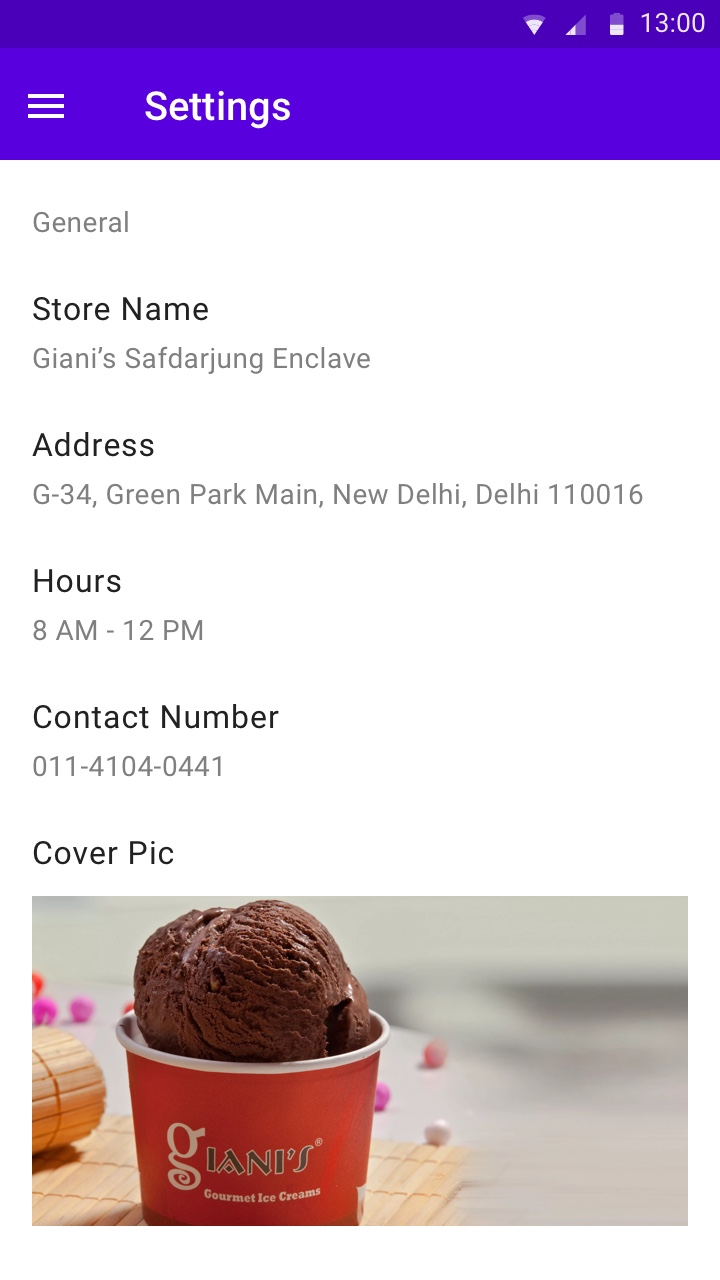 13:00
Settings
General
Store Name
Giani’s Safdarjung Enclave
Address
G-34, Green Park Main, New Delhi, Delhi 110016
Hours
8 AM - 12 PM
Contact Number
011-4104-0441
Cover Pic
GIANI'S®
Gourmet Ice Creams